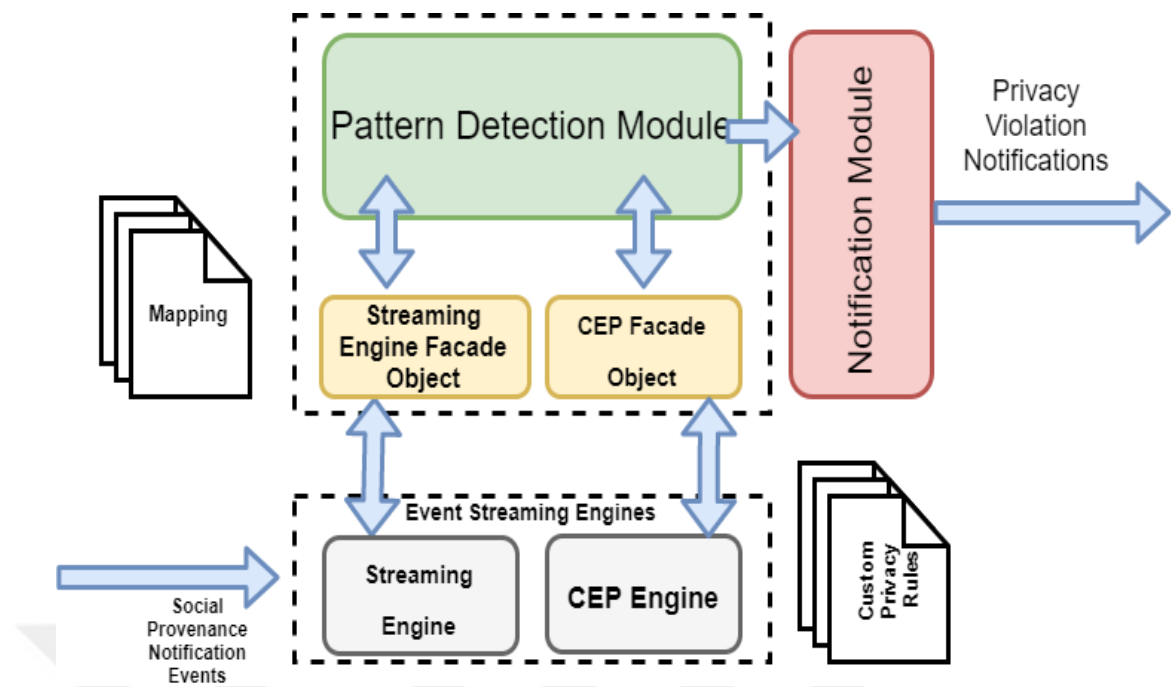 Pattern Detection Module
Notification Module
Privacy
Violation
Notifications
Mapping
Streaming
Engine Facade
Object
CEP Facade
Object
Event Streaming Engines
Streaming
Engine
CEP Engine
Social
Provenance
Notification
Events
Custom
Privacy
Rules